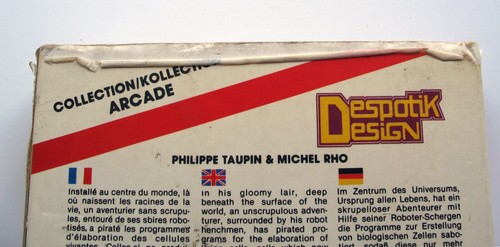 COLLECTION/KOLLECTIO
ARCADE
Despotik
Design
PHILIPPE TAUPIN & MICHEL RHO
Installé au centre du monde, là
où naissent les racines de la
vie, un aventurier sans scrupu-
les, entouré de ses sbires robo-
tisés, a piraté les programmes
d'élaboration des cellules
in his gloomy lair, deep
beneath the surface of the
world, an unscrupulous adven-
turer, surrounded by his robot
henchmen, has pirated pro-
grams for the elaboration of
Im Zentrum des Universums,
Ursprung allen Lebens, hat ein
skrupelloser Abenteurer mit
Hilfe seiner Roboter-Schergen
die Programme zur Erstellung
von biologischen Zellen sabo-